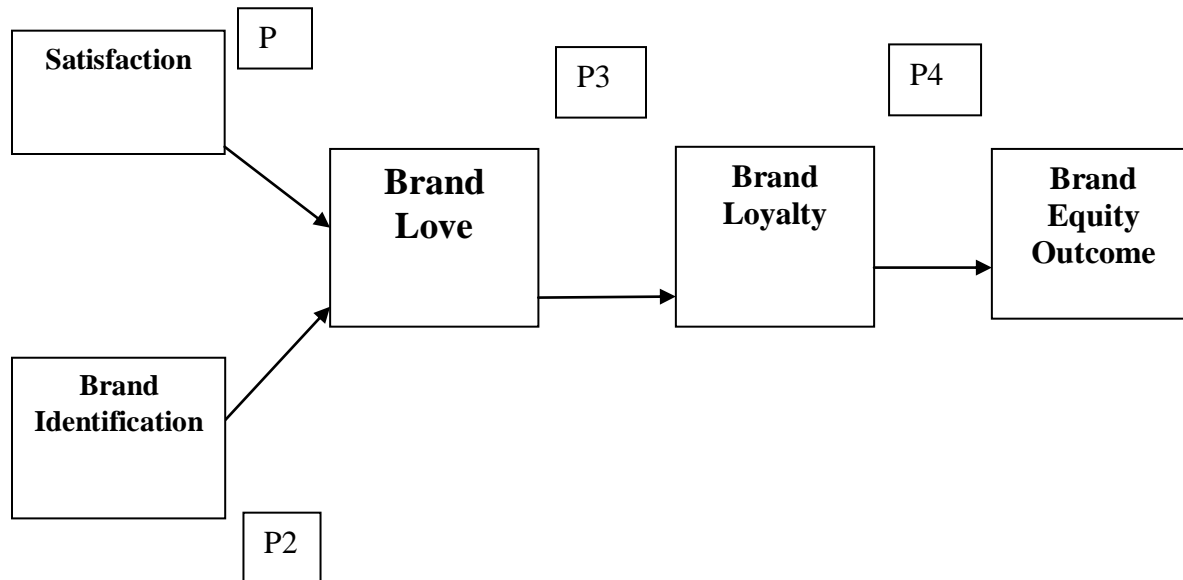 Satisfaction
P
P3
P4
Brand
Love
Brand
Loyalty
Brand
Equity
Outcome
Brand
Identification
P2